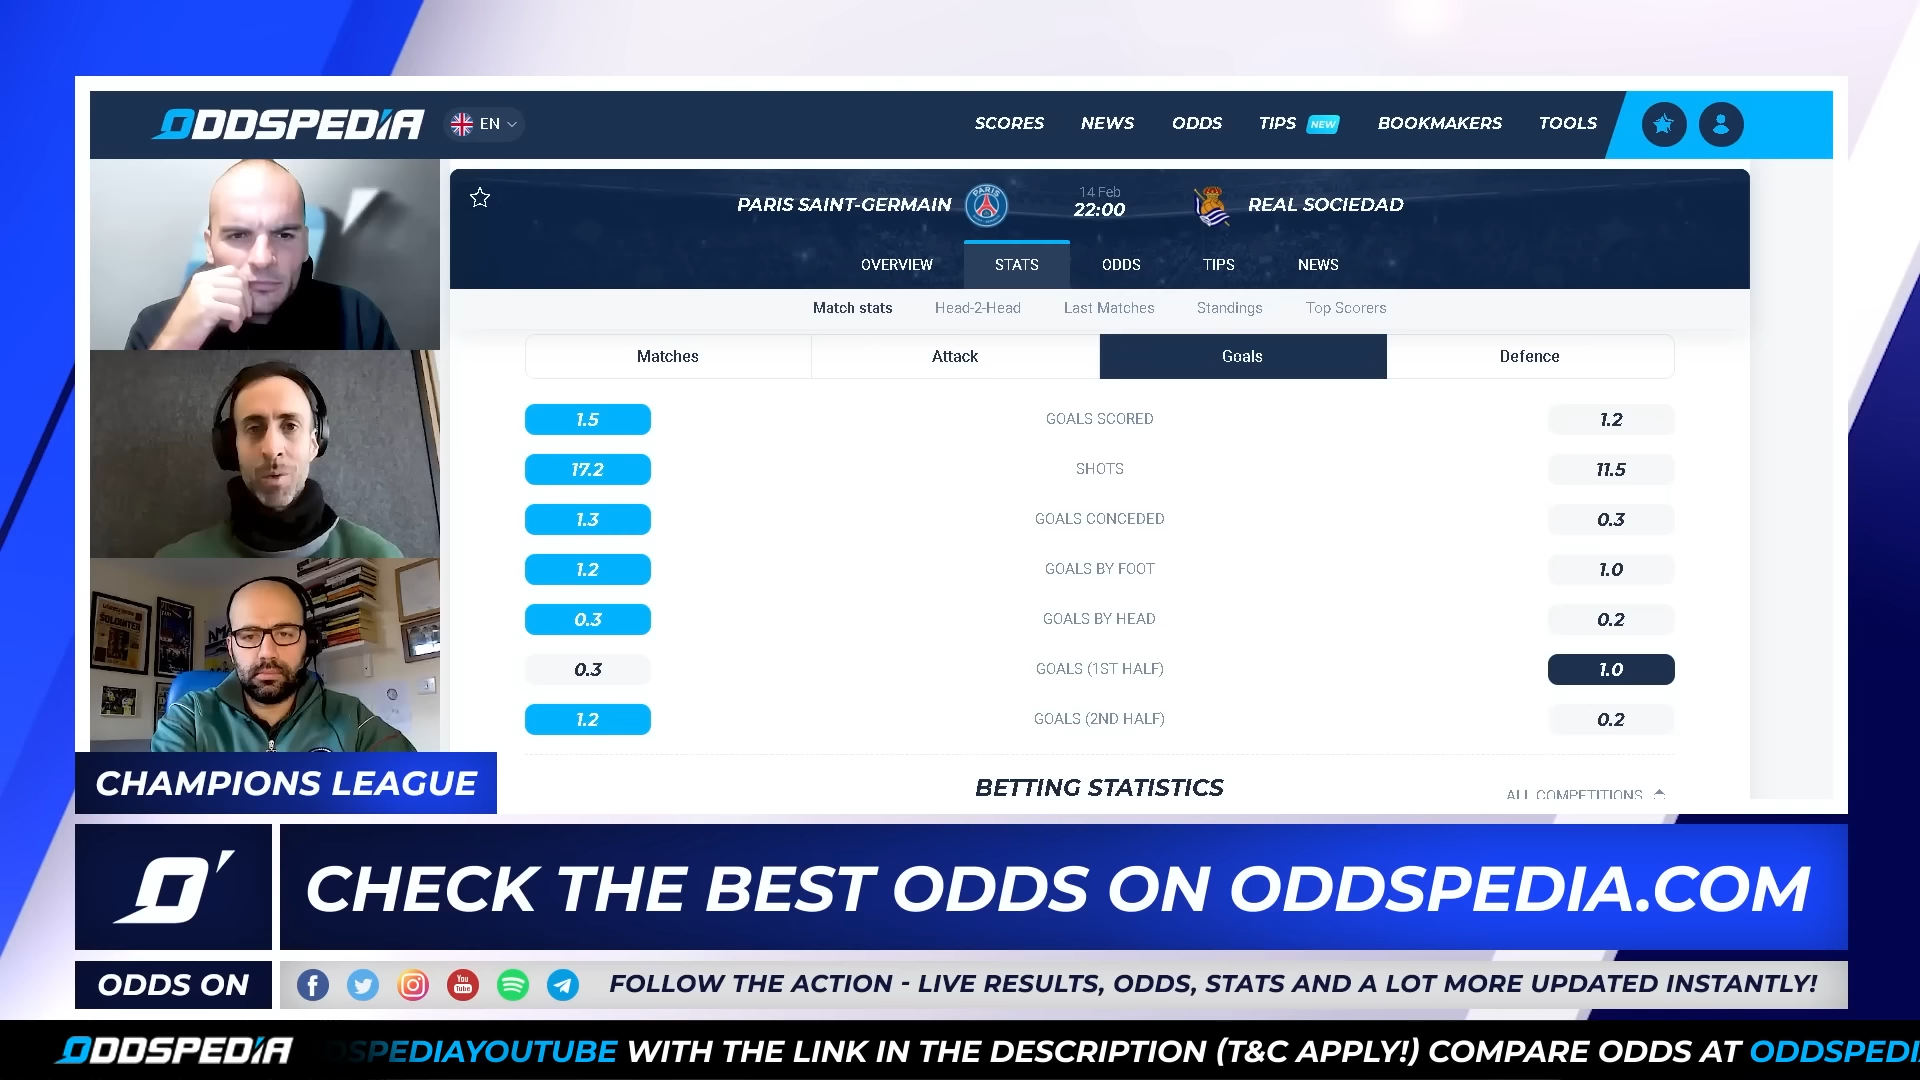 ODDSPEDIA
EN
SCORES
NEWS
ODDS
TIPS NEW
BOOKMAKERS
TOOLS
PARIS SAINT-GERMAIN
PARIS
14 Feb
22:00
REAL SOCIEDAD
OVERVIEW
STATS
ODDS
TIPS
NEWS
Match stats
Head-2-Head
Last Matches
Standings
Top Scorers
Matches
Attack
Goals
Defence
1.5 GOALS SCORED 1.2
17.2 SHOTS 11.5
1.3 GOALS CONCEDED 0.3
1.2 GOALS BY FOOT 1.0
0.3 GOALS BY HEAD 0.2
0.3 GOALS (1ST HALF) 1.0
1.2 GOALS (2ND HALF) 0.2
BETTING STATISTICS
ALL COMPETITIONS
CHAMPIONS LEAGUE
CHECK THE BEST ODDS ON ODDSPEDIA.COM
ODDS ON
You
Tube
FOLLOW THE ACTION - LIVE RESULTS, ODDS, STATS AND A LOT MORE UPDATED INSTANTLY!
ODDSPEDIA
DSPEDIAYOUTUBE WITH THE LINK IN THE DESCRIPTION (T&C APPLY!) COMPARE ODDS AT ODDSPEDI